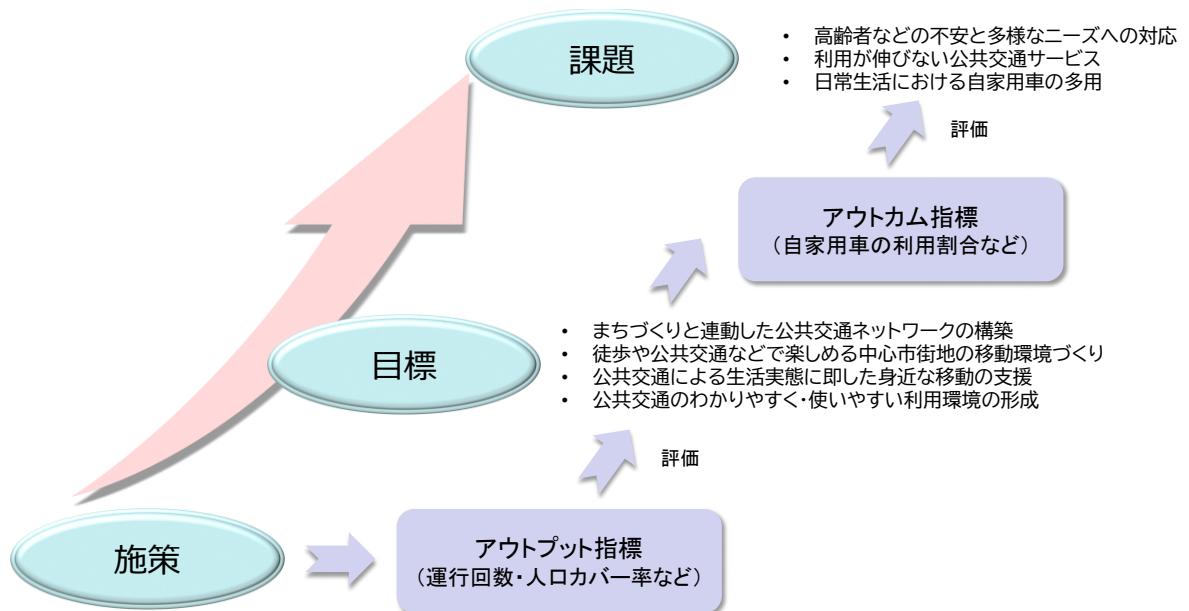 課題
• 高齢者などの不安と多様なニーズへの対応
• 利用が伸びない公共交通サービス
• 日常生活における自家用車の多用
評価
アウトカム指標
（自家用車の利用割合など）
目標
• まちづくりと連動した公共交通ネットワークの構築
• 徒歩や公共交通などで楽しめる中心市街地の移動環境づくり
• 公共交通による生活実態に即した身近な移動の支援
• 公共交通のわかりやすく・使いやすい利用環境の形成
評価
施策
アウトプット指標
（運行回数・人口カバー率など）